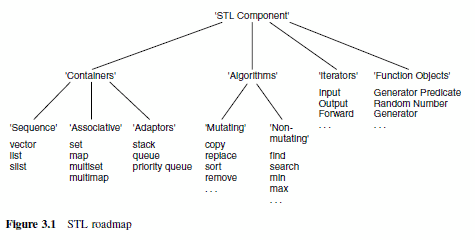 'STL Component'
'Containers'
'Algorithms'
'Iterators'
'Function Objects'
Input
Output
Forward
. . .
Generator Predicate
Random Number
Generator
. . .
'Sequence'
vector
list
slist
'Associative'
set
map
multiset
multimap
'Adaptors'
stack
queue
priority queue
'Mutating'
copy
replace
sort
remove
. . .
'Non-
mutating'
find
search
min
max
. . .
Figure 3.1 STL roadmap